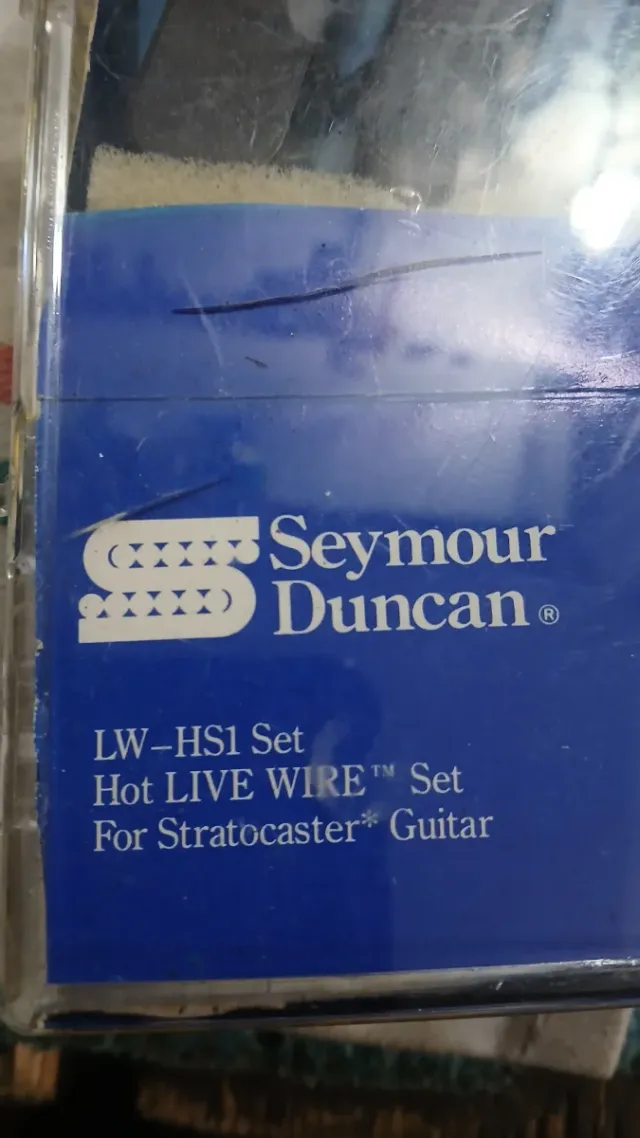 Seymour
Duncan ®
LW-HS1 Set
Hot LIVE WIRE™ Set
For Stratocaster* Guitar